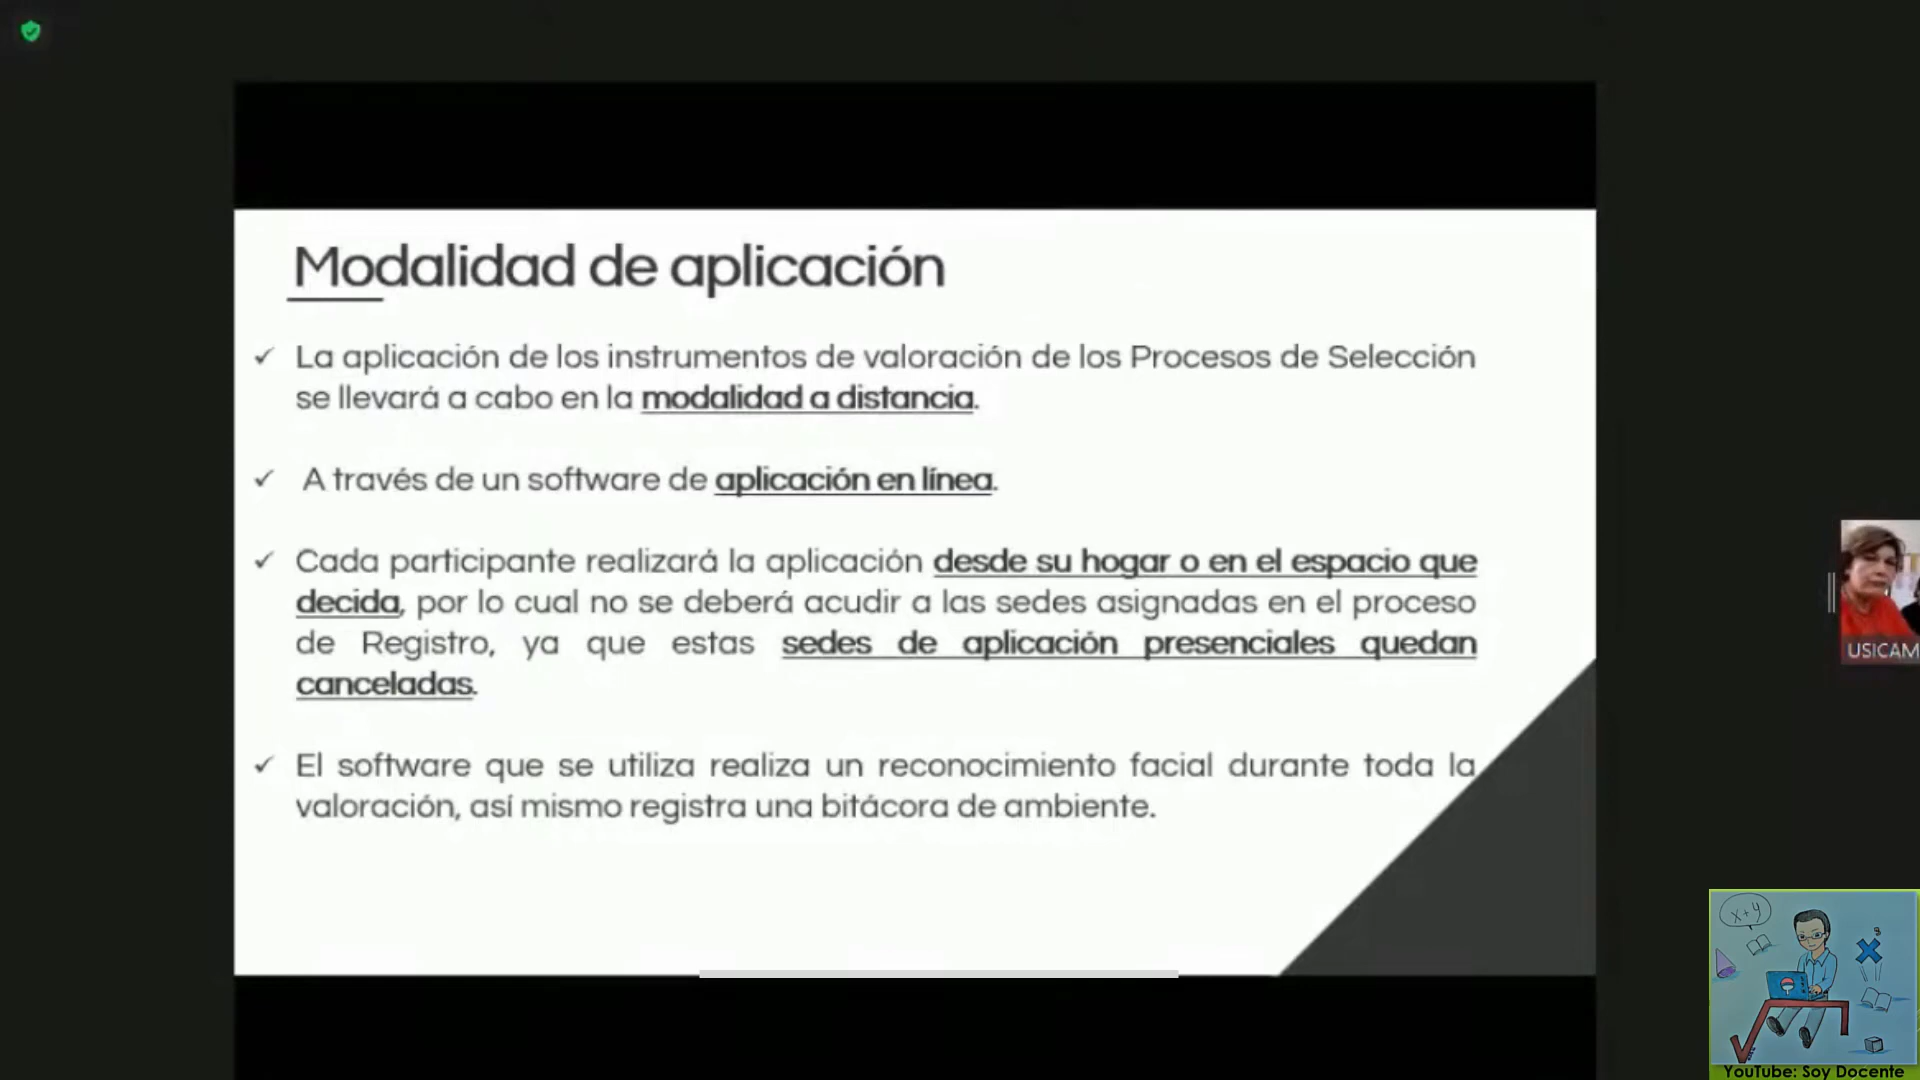 Modalidad de aplicación
✓ La aplicación de los instrumentos de valoración de los Procesos de Selección
se llevará a cabo en la modalidad a distancia.
✓ A través de un software de aplicación en línea.
✓ Cada participante realizará la aplicación desde su hogar o en el espacio que
decida, por lo cual no se deberá acudir a las sedes asignadas en el proceso
de Registro, ya que estas sedes de aplicación presenciales quedan
canceladas.
✓ El software que se utiliza realiza un reconocimiento facial durante toda la
valoración, así mismo registra una bitácora de ambiente.
USICAM
x+y
YouTube: Soy Docente